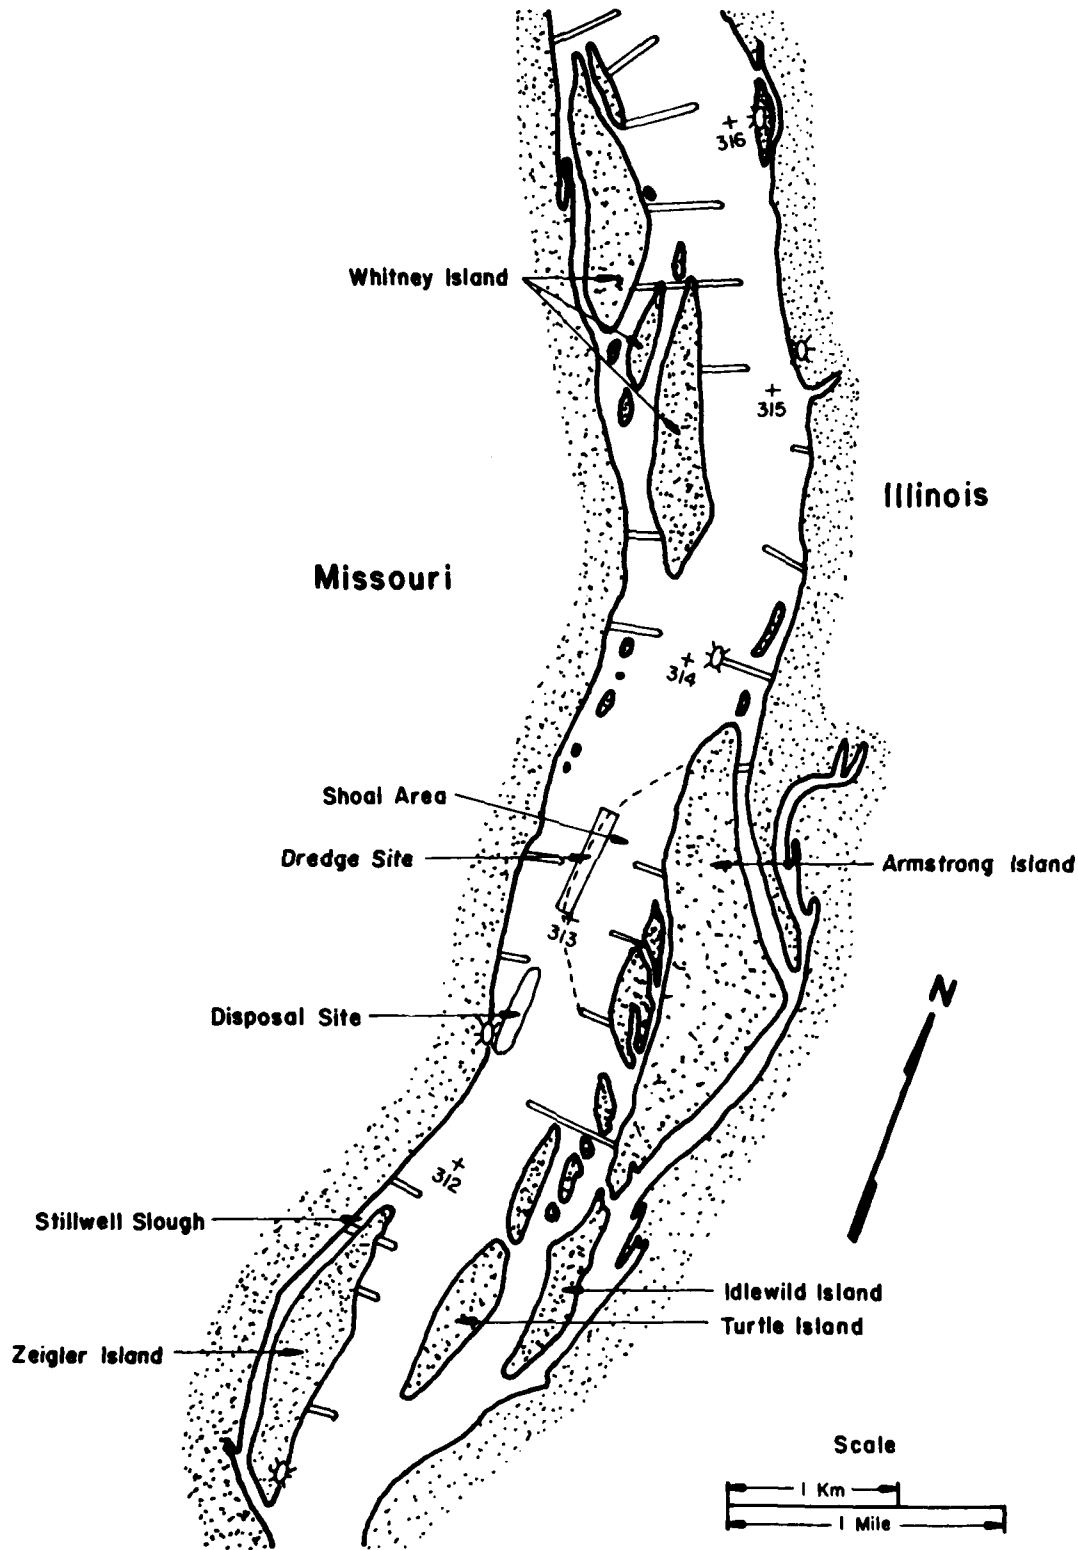 316
Whitney Island
315
Illinois
Missouri
314
Shoal Area
Dredge Site
Armstrong Island
313
N
Disposal Site
312
Stillwell Slough
Idlewild Island
Turtle Island
Zeigler Island
Scale
1 Km
1 Mile